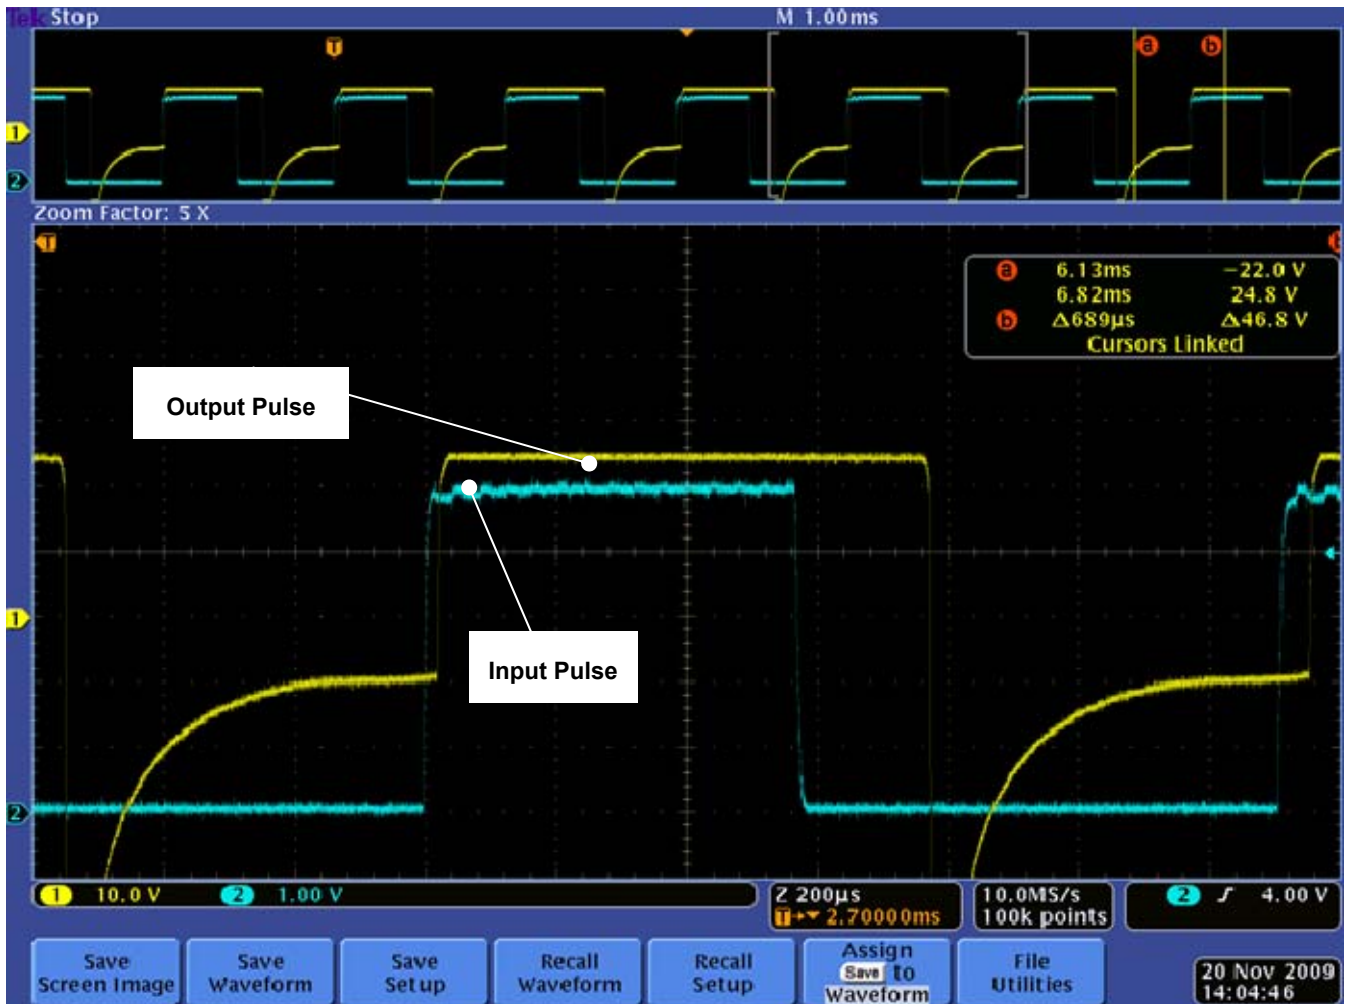 Tek Stop
M 1.00ms
T
a
b
1
2
Zoom Factor: 5 X
T
a 6.13ms −22.0 V
6.82ms 24.8 V
b Δ689µs Δ46.8 V
Cursors Linked
Output Pulse
1
Input Pulse
2
1 10.0 V
2 1.00 V
Z 200µs
T→▼ 2.70000ms
10.0MS/s
100k points
2 ƒ 4.00 V
Save
Screen Image
Save
Waveform
Save
Setup
Recall
Waveform
Recall
Setup
Assign
Save to
Waveform
File
Utilities
20 Nov 2009
14:04:46